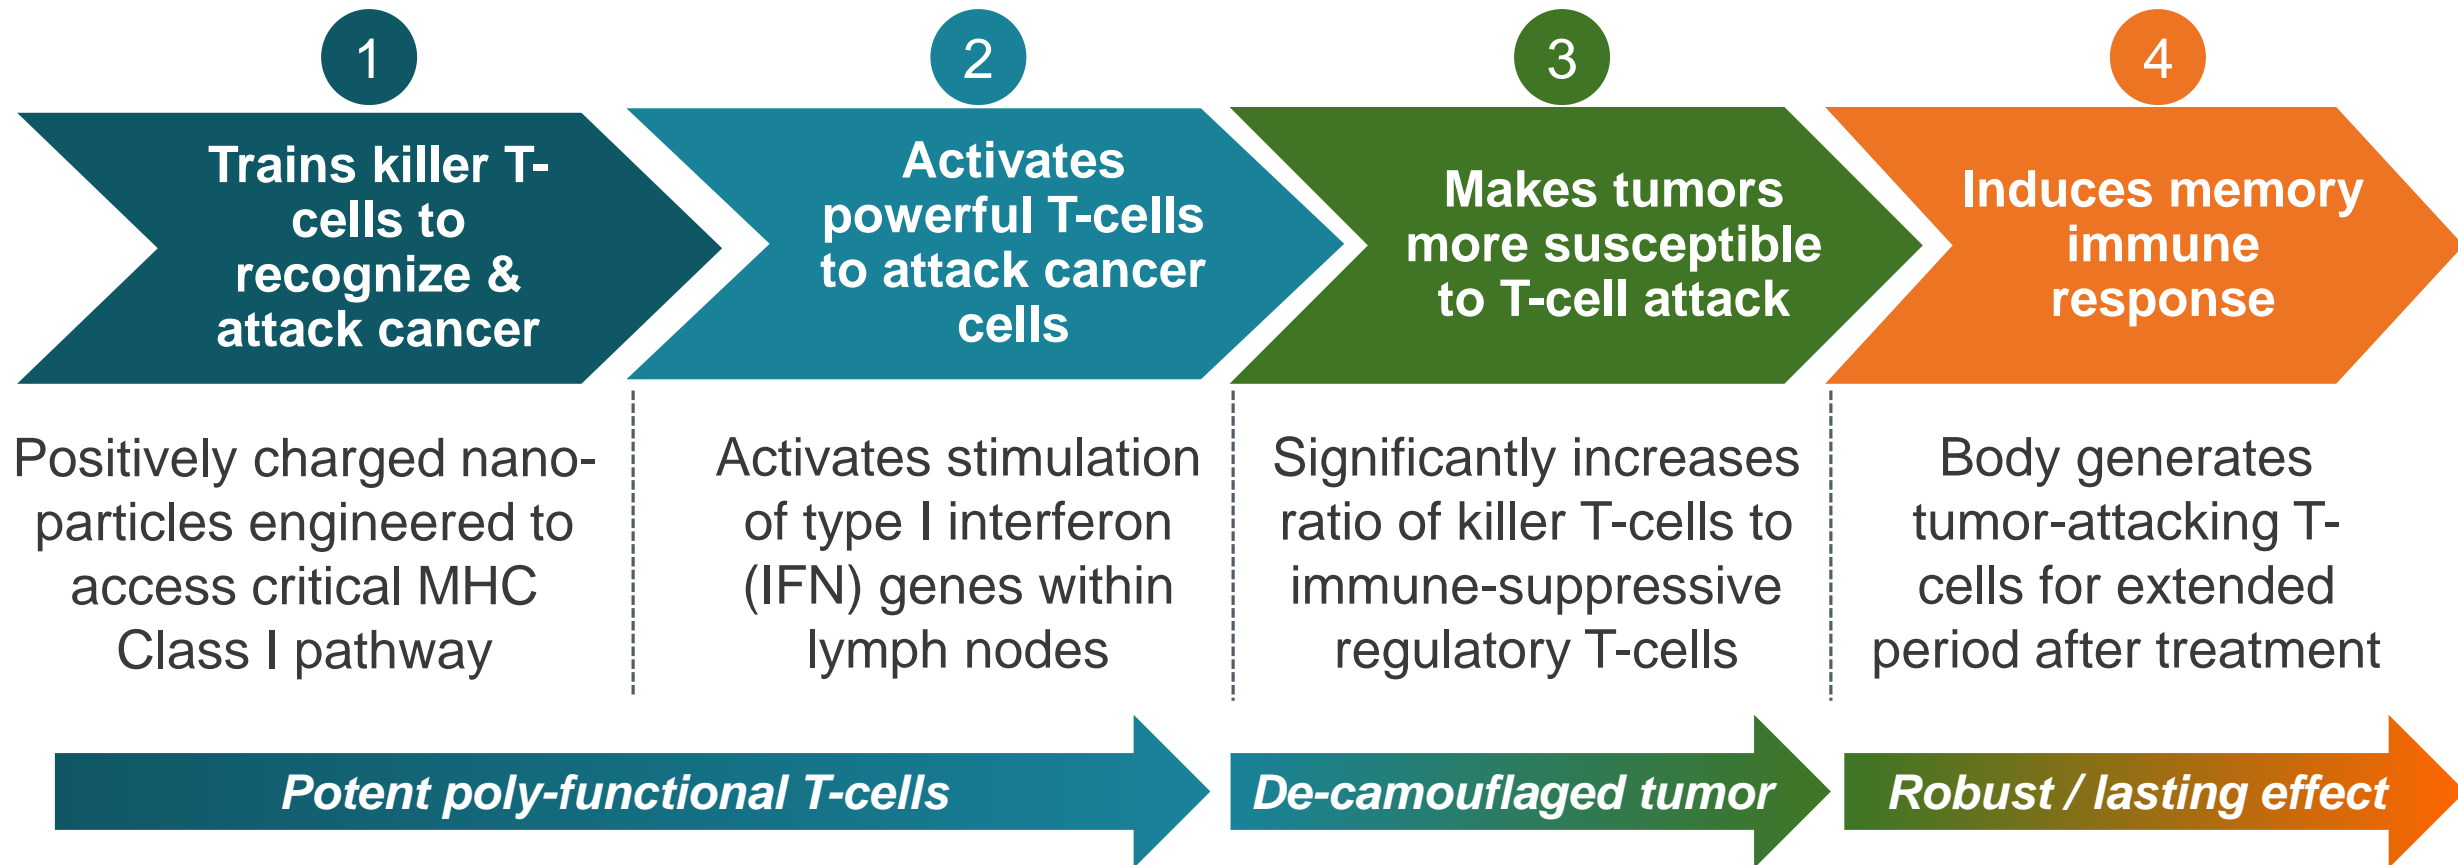 1
Trains killer T-
cells to
recognize &
attack cancer
Positively charged nano-
particles engineered to
access critical MHC
Class I pathway
2
Activates
powerful T-cells
to attack cancer
cells
Activates stimulation
of type I interferon
(IFN) genes within
lymph nodes
3
Makes tumors
more susceptible
to T-cell attack
Significantly increases
ratio of killer T-cells to
immune-suppressive
regulatory T-cells
4
Induces memory
immune
response
Body generates
tumor-attacking T-
cells for extended
period after treatment
Potent poly-functional T-cells
De-camouflaged tumor
Robust / lasting effect